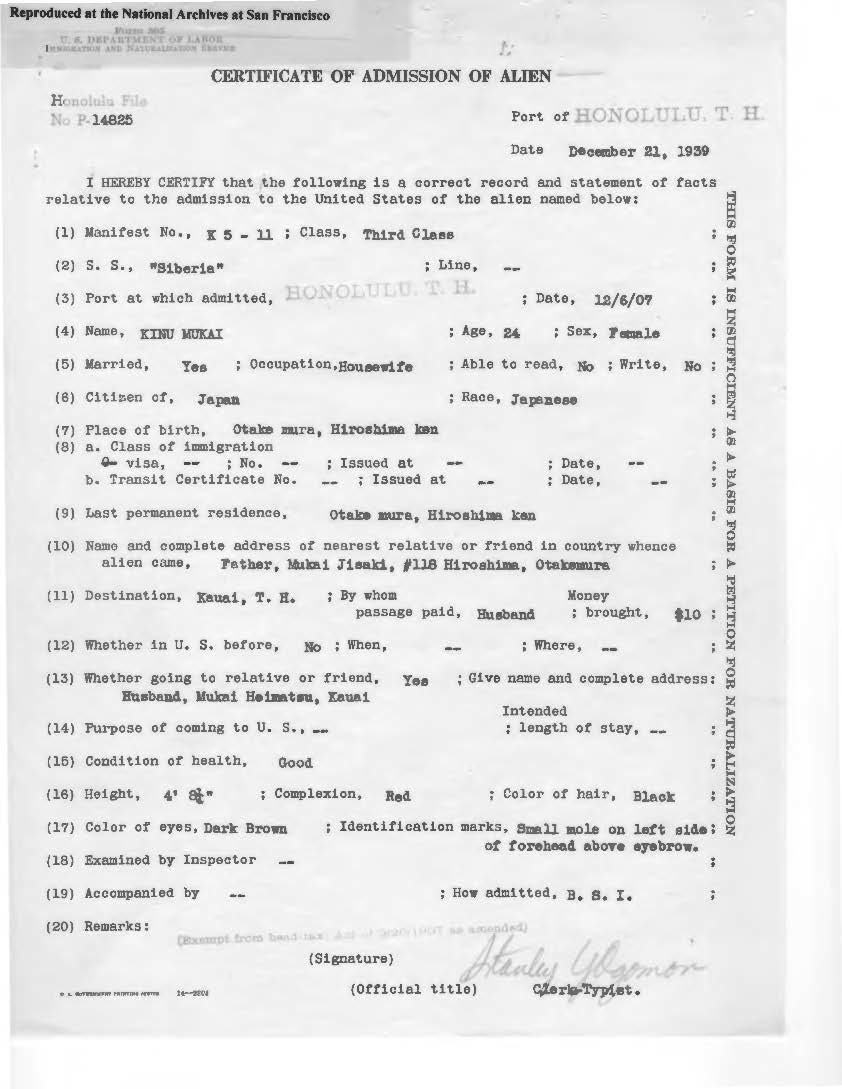 Reproduced at the National Archives at San Francisco
Form 505
U. S. DEPARTMENT OF LABOR
IMMIGRATION AND NATURALIZATION SERVICE
CERTIFICATE OF ADMISSION OF ALIEN
Honolulu File
No P-14825
Port of HONOLULU. T. H.
Date December 21, 1939
I HEREBY CERTIFY that the following is a correct record and statement of facts
relative to the admission to the United States of the alien named below:
(1) Manifest No., K 5 - 11 ; Class, Third Class ;
(2) S. S., "Siberia" ; Line, -- ;
(3) Port at which admitted, HONOLULU. T. H. ; Date, 12/6/07 ;
(4) Name, KINU MUKAI ; Age, 24 ; Sex, Female ;
(5) Married, Yes ; Occupation,Housewife ; Able to read, No ; Write, No ;
(6) Citizen of, Japan ; Race, Japanese ;
(7) Place of birth, Otake mura, Hiroshima ken ;
(8) a. Class of immigration
visa, -- ; No. -- ; Issued at -- ; Date, -- ;
b. Transit Certificate No. -- ; Issued at -- ; Date, -- ;
(9) Last permanent residence, Otake mura, Hiroshima ken ;
(10) Name and complete address of nearest relative or friend in country whence
alien came, Father, Mukai Jisaki, #118 Hiroshima, Otakemura ;
(11) Destination, Kauai, T. H. ; By whom Money
passage paid, Husband ; brought, $10 ;
(12) Whether in U. S. before, No ; When, -- ; Where, -- ;
(13) Whether going to relative or friend, Yes ; Give name and complete address:
Husband, Mukai Heimatsu, Kauai
Intended
(14) Purpose of coming to U. S., -- ; length of stay, -- ;
(15) Condition of health, Good ;
(16) Height, 4' 8½" ; Complexion, Red ; Color of hair, Black ;
(17) Color of eyes, Dark Brown ; Identification marks, Small mole on left side;
of forehead above eyebrow.
(18) Examined by Inspector -- ;
(19) Accompanied by -- ; How admitted, B. S. I. ;
(20) Remarks:
(Exempt from head tax; Act of 2/20/1907 as amended)
(Signature) Stanley
(Official title) Clerk-Typist.
U. S. GOVERNMENT PRINTING OFFICE 14—2204
THIS FORM IS INSUFFICIENT AS A BASIS FOR A PETITION FOR NATURALIZATION